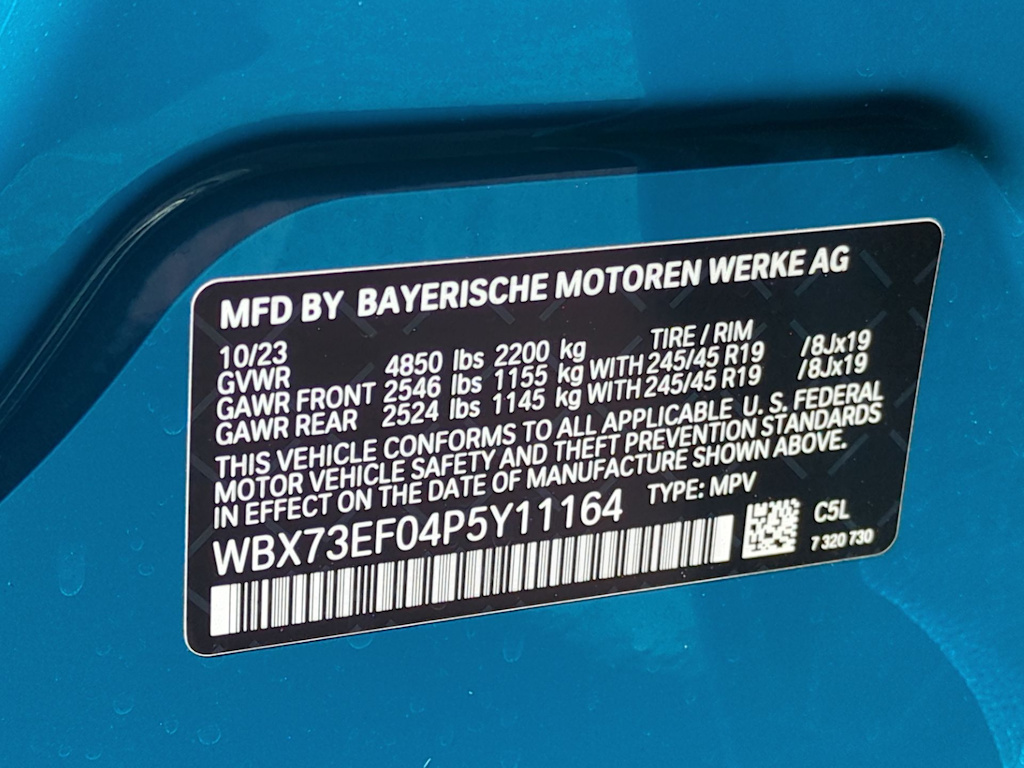 MFD BY BAYERISCHE MOTOREN WERKE AG
10/23 TIRE / RIM
GVWR 4850 lbs 2200 kg
GAWR FRONT 2546 lbs 1155 kg WITH 245/45 R19 /8Jx19
GAWR REAR 2524 lbs 1145 kg WITH 245/45 R19 /8Jx19
THIS VEHICLE CONFORMS TO ALL APPLICABLE U. S. FEDERAL
MOTOR VEHICLE SAFETY AND THEFT PREVENTION STANDARDS
IN EFFECT ON THE DATE OF MANUFACTURE SHOWN ABOVE.
WBX73EF04P5Y11164 TYPE: MPV
C5L
7 320 730